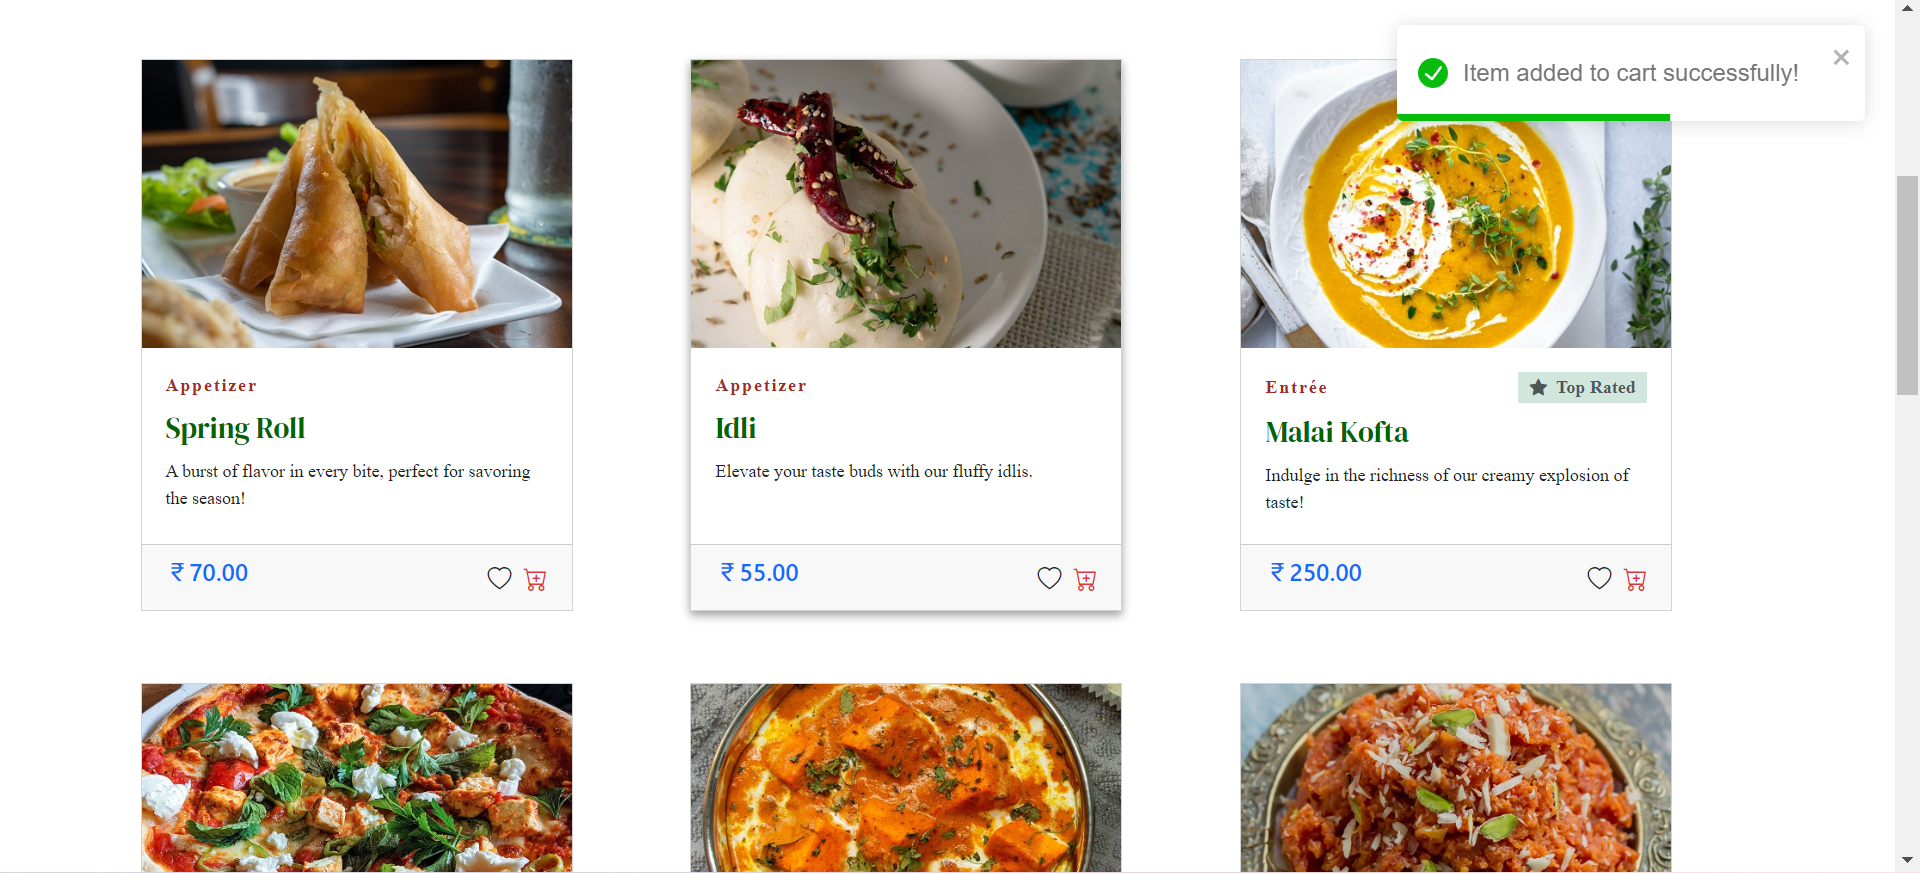 Item added to cart successfully!
Appetizer
Spring Roll
A burst of flavor in every bite, perfect for savoring
the season!
₹ 70.00
Appetizer
Idli
Elevate your taste buds with our fluffy idlis.
₹ 55.00
Entrée
Top Rated
Malai Kofta
Indulge in the richness of our creamy explosion of
taste!
₹ 250.00